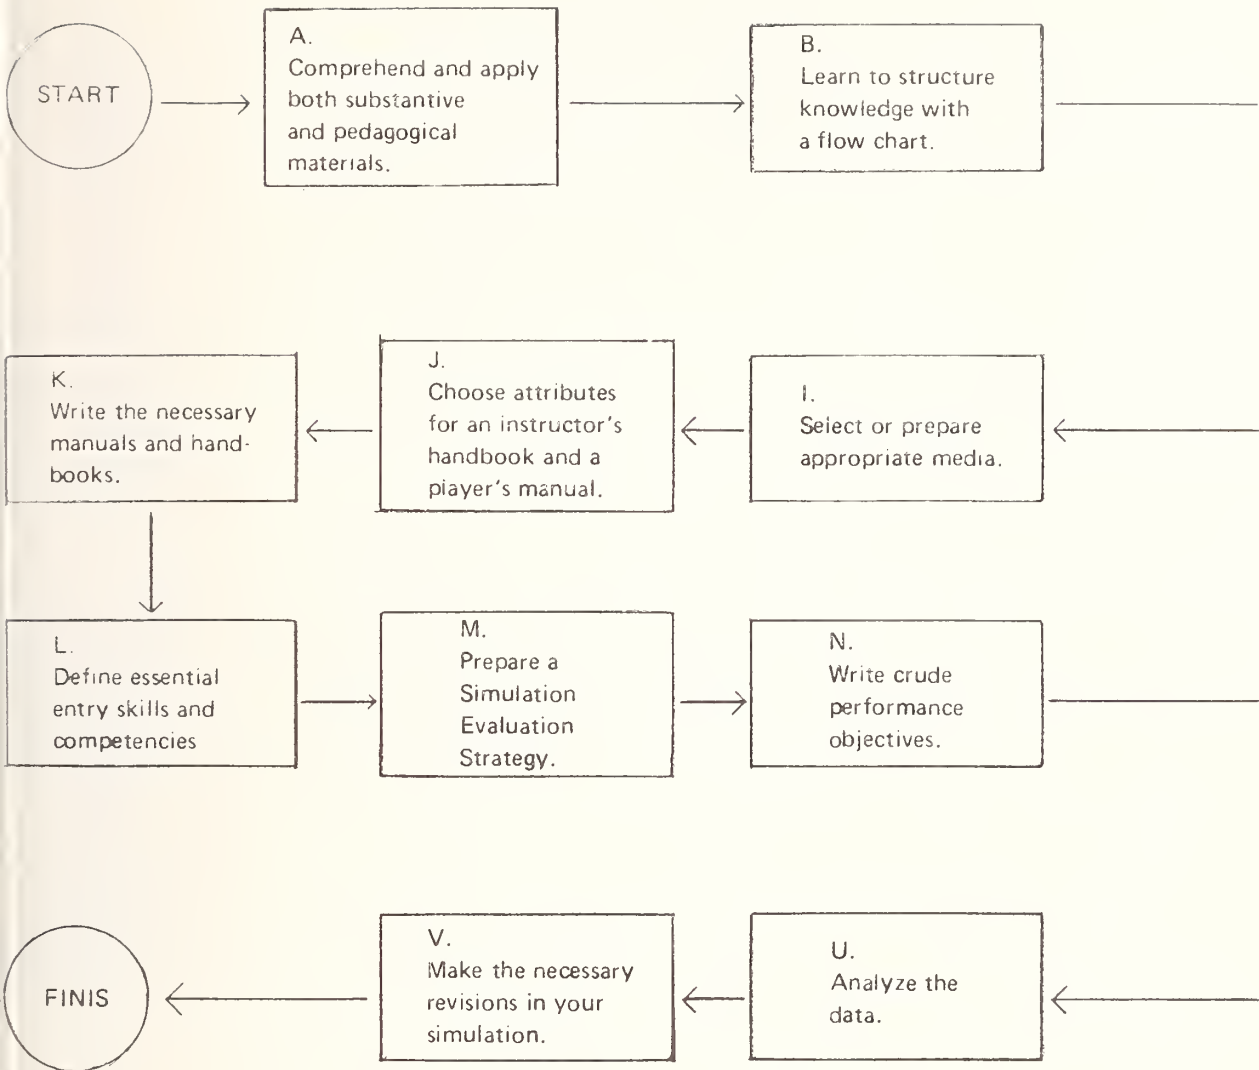 START
A.
Comprehend and apply
both substantive
and pedagogical
materials.
B.
Learn to structure
knowledge with
a flow chart.
K.
Write the necessary
manuals and hand-
books.
J.
Choose attributes
for an instructor's
handbook and a
player's manual.
I.
Select or prepare
appropriate media.
L.
Define essential
entry skills and
competencies
M.
Prepare a
Simulation
Evaluation
Strategy.
N.
Write crude
performance
objectives.
FINIS
V.
Make the necessary
revisions in your
simulation.
U.
Analyze the
data.